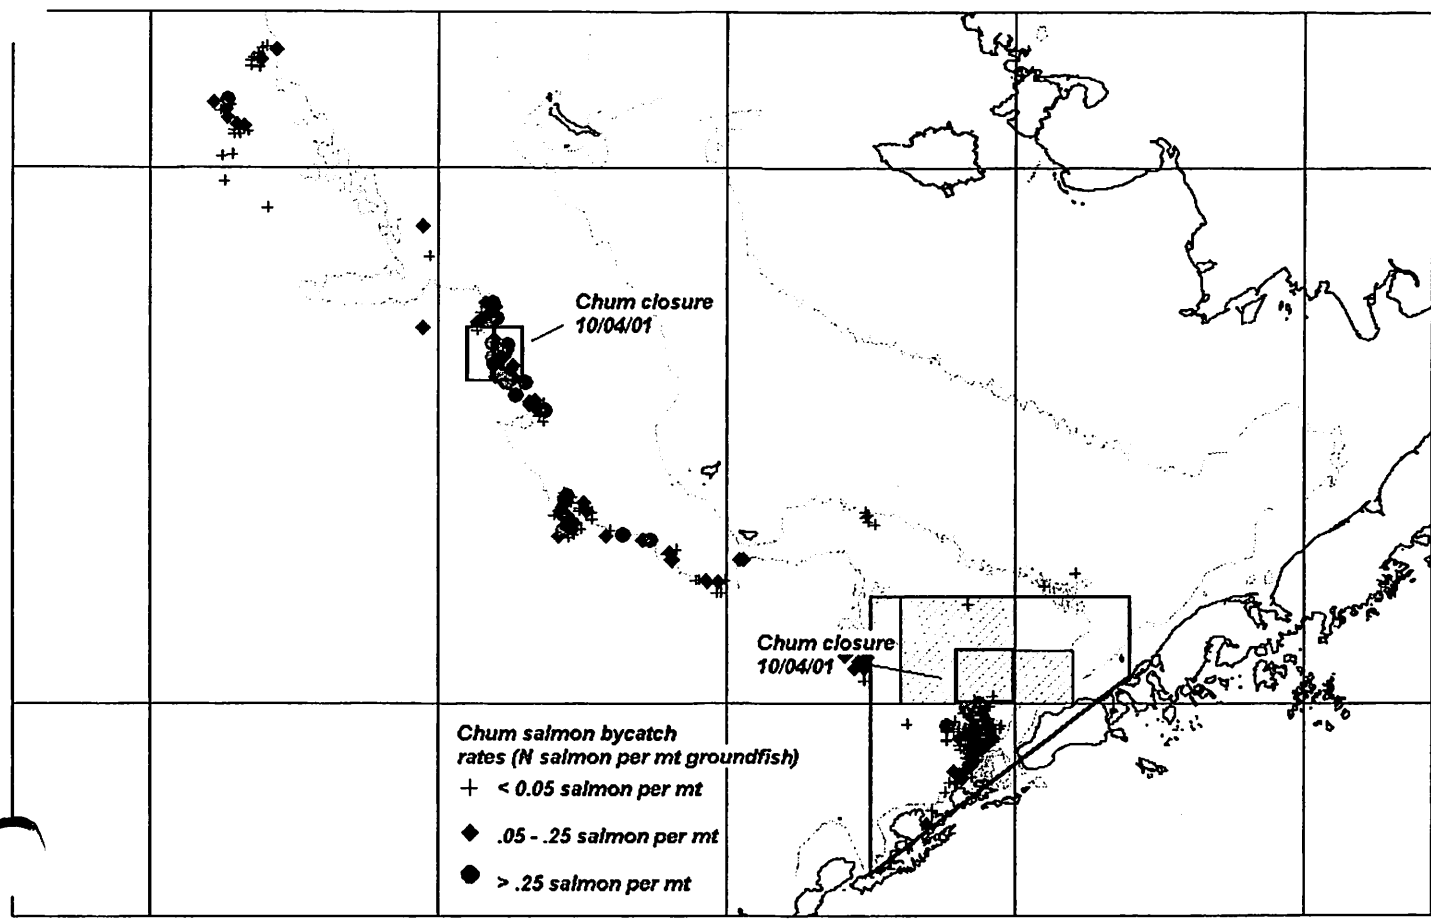 Chum closure
10/04/01
Chum closure
10/04/01
Chum salmon bycatch
rates (N salmon per mt groundfish)
< 0.05 salmon per mt
.05 - .25 salmon per mt
> .25 salmon per mt